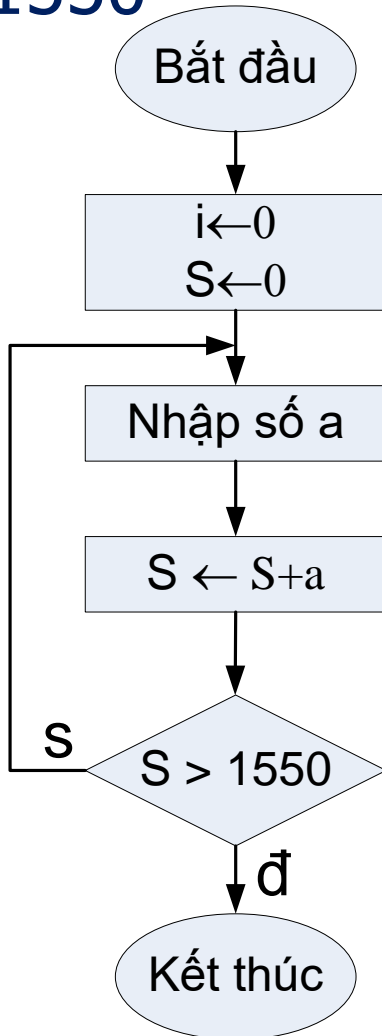 Bắt đầu
i←0
S←0
Nhập số a
S ← S+a
S > 1550
s
đ
Kết thúc